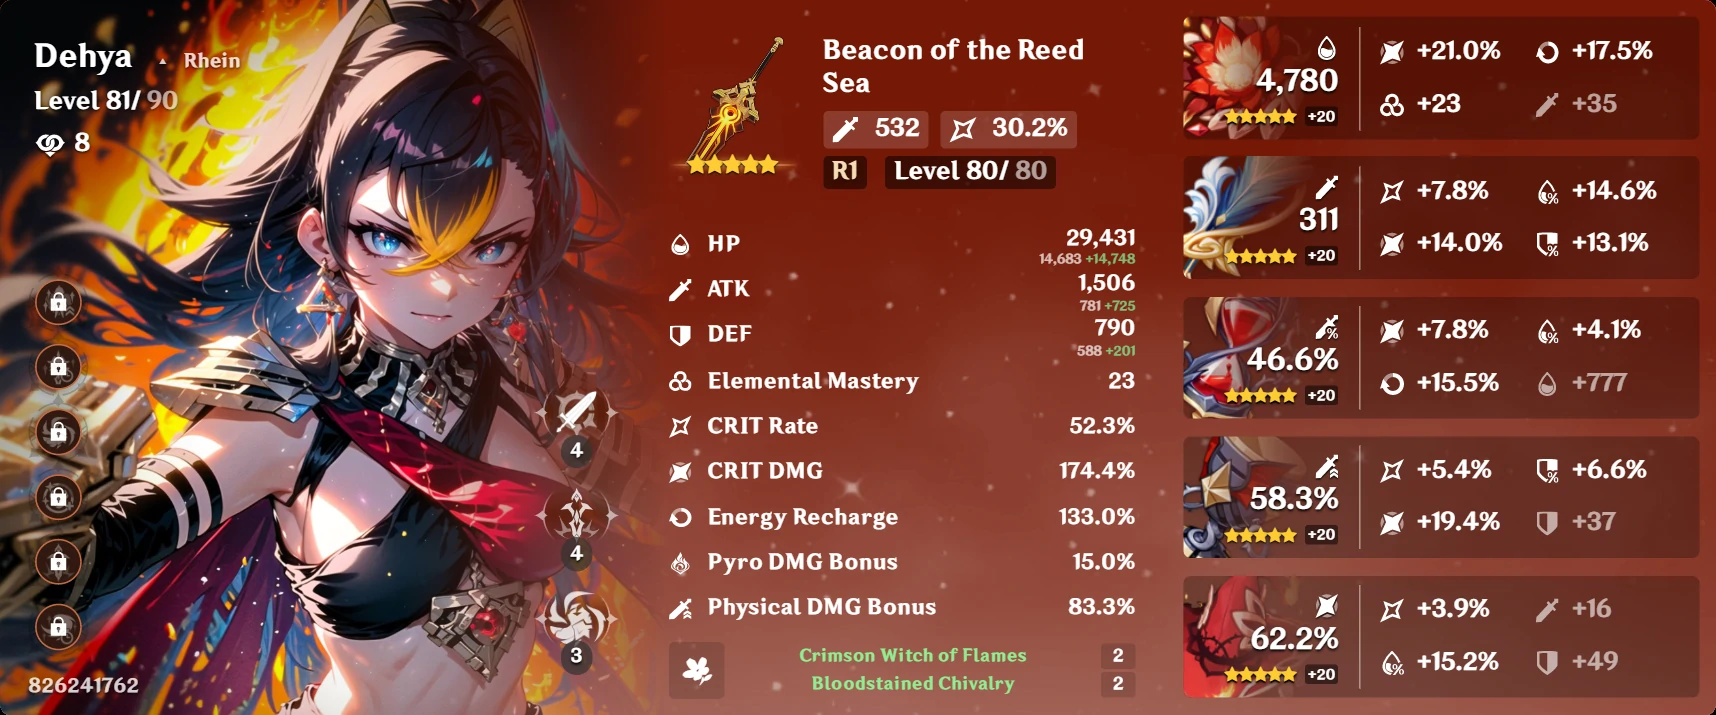 Dehya Rhein
Level 81/ 90
8
4
4
3
826241762
Beacon of the Reed
Sea
532 30.2%
R1 Level 80/ 80
HP 29,431
14,683 +14,748
ATK 1,506
781 +725
DEF 790
588 +201
Elemental Mastery 23
CRIT Rate 52.3%
CRIT DMG 174.4%
Energy Recharge 133.0%
Pyro DMG Bonus 15.0%
Physical DMG Bonus 83.3%
Crimson Witch of Flames 2
Bloodstained Chivalry 2
4,780
+20
+21.0% +17.5%
+23 +35
311
+20
+7.8% +14.6%
+14.0% +13.1%
46.6%
+20
+7.8% +4.1%
+15.5% +777
58.3%
+20
+5.4% +6.6%
+19.4% +37
62.2%
+20
+3.9% +16
+15.2% +49